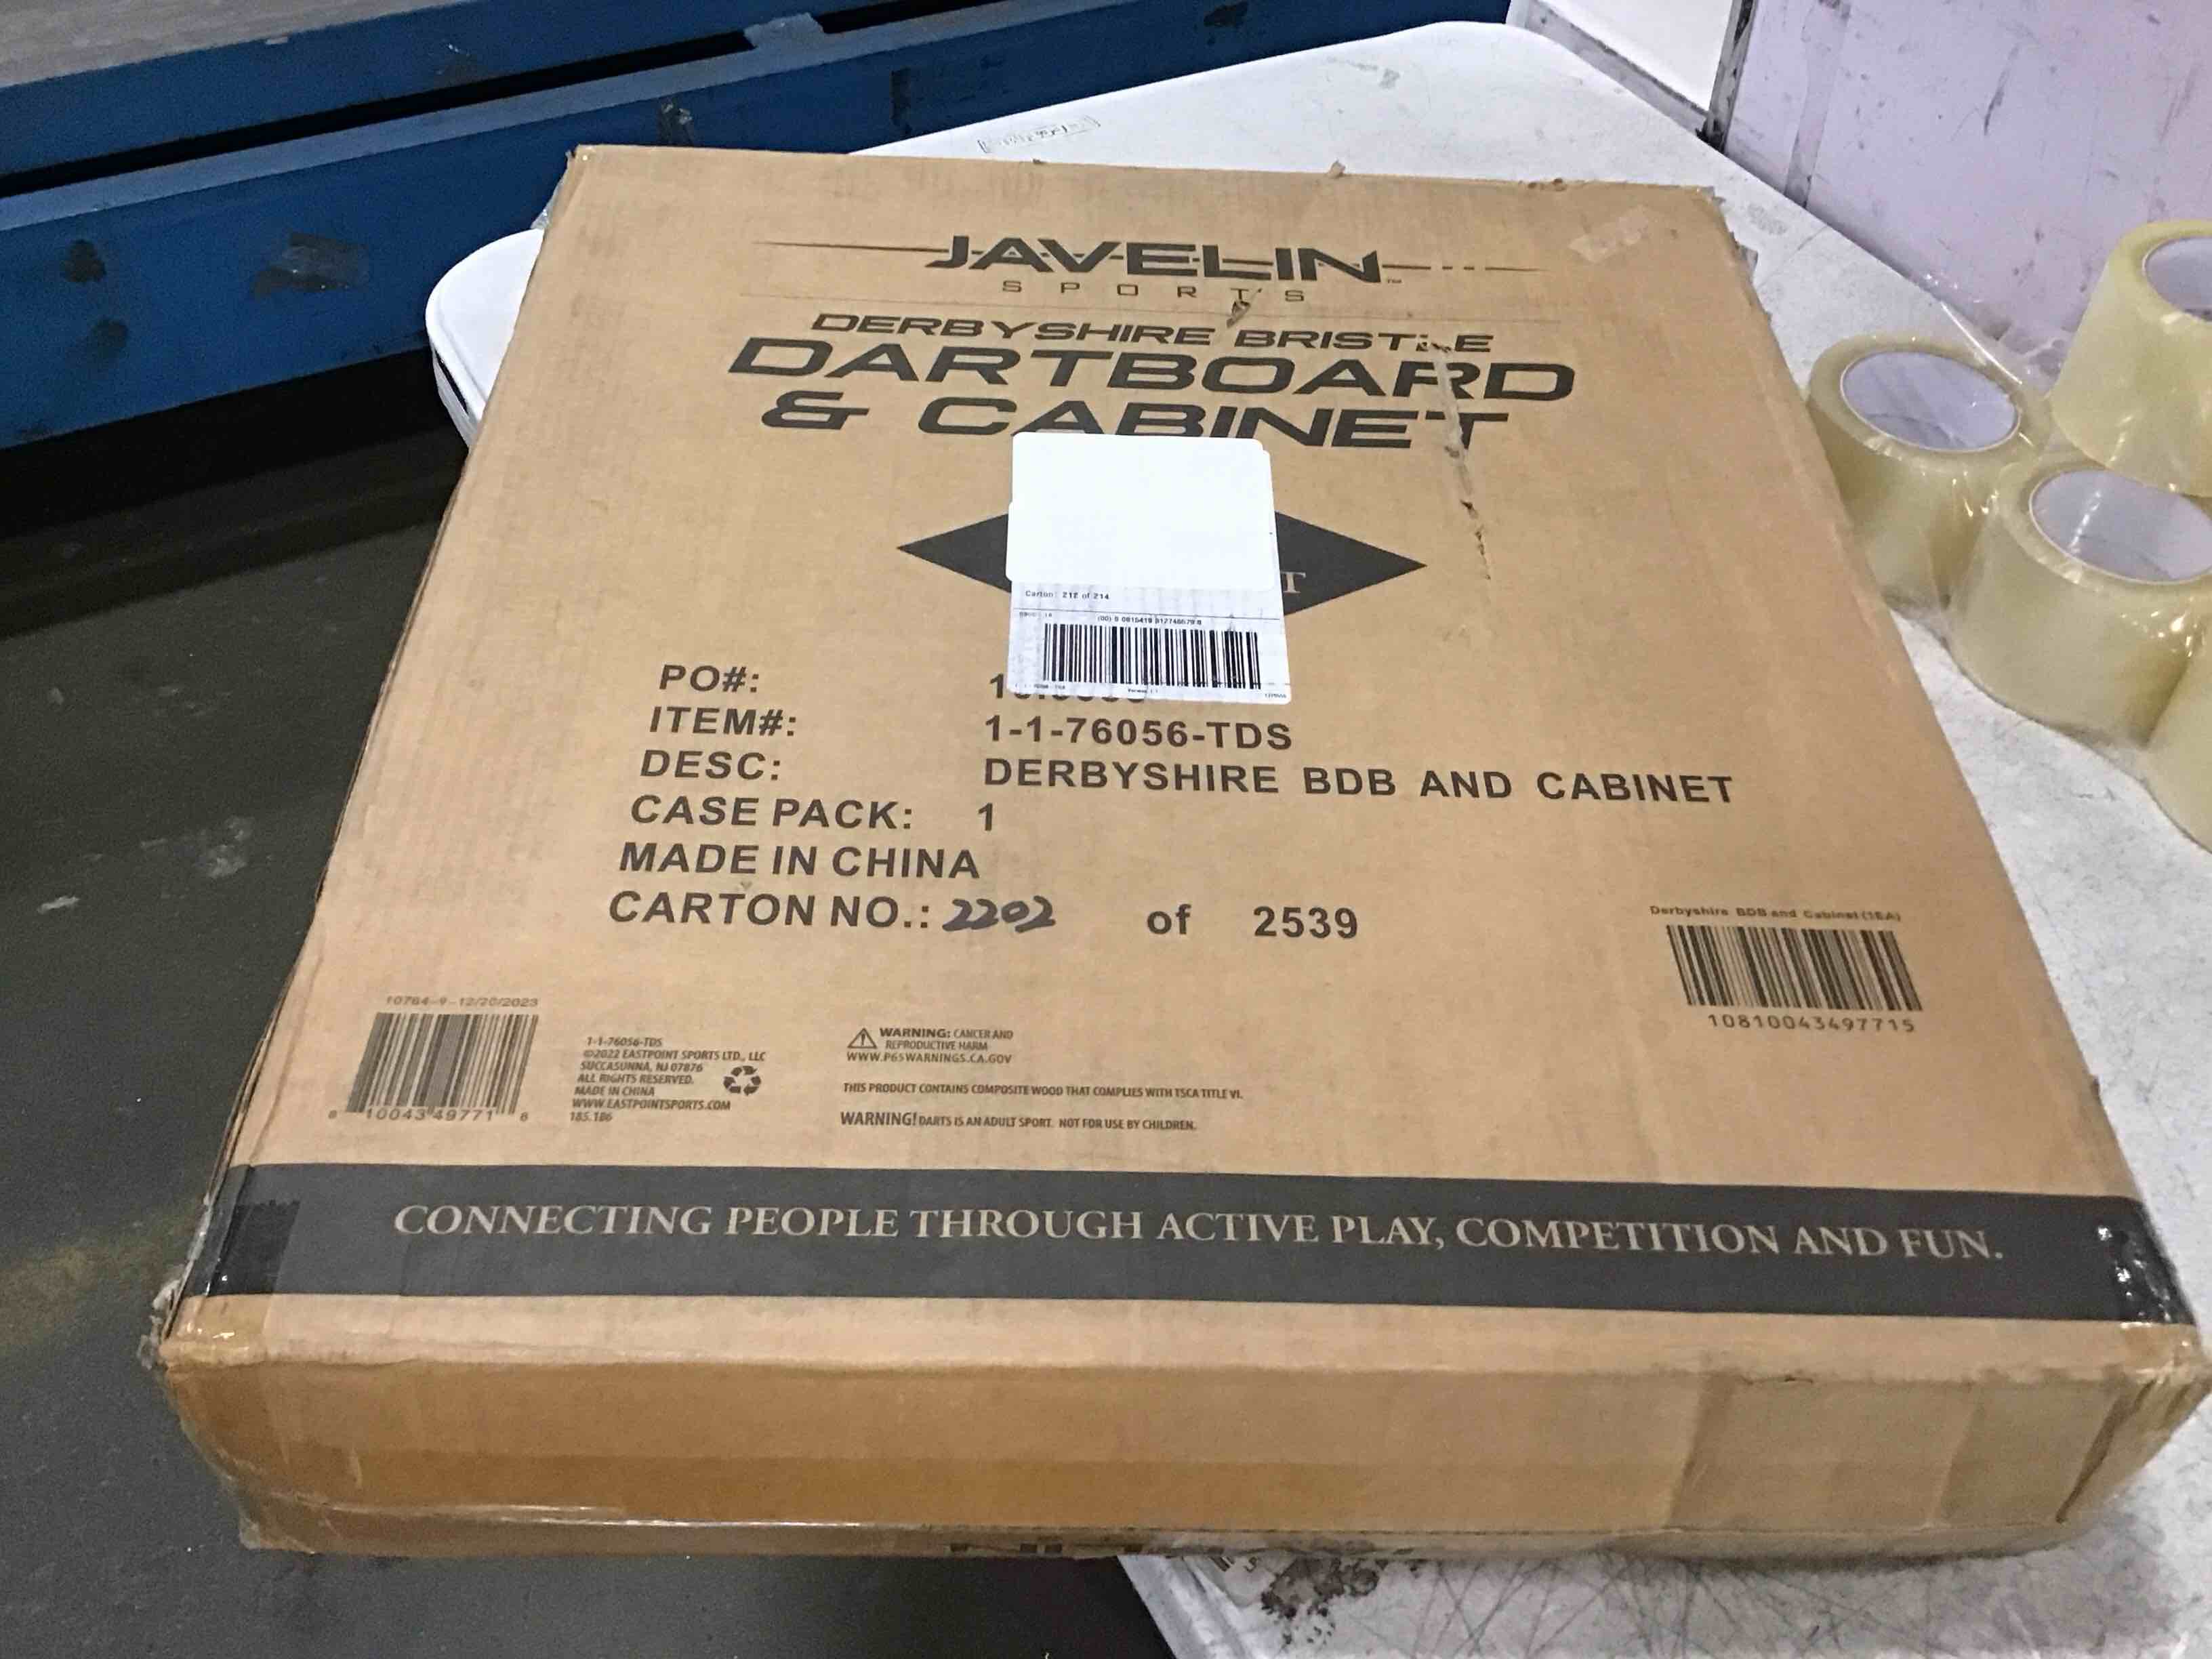 JAVELIN
SPORTS
DERBYSHIRE BRISTLE
DARTBOARD
& CABINET
T
Carton: 212 of 214
PO#:
ITEM#: 1-1-76056-TDS
DESC: DERBYSHIRE BDB AND CABINET
CASE PACK: 1
MADE IN CHINA
CARTON NO.: 2202 of 2539
Derbyshire BDB and Cabinet (1EA)
10810043497715
10764-9-12/20/2023
8 10043 49771 6
1-1-76056-TDS
©2022 EASTPOINT SPORTS LTD., LLC
SUCCASUNNA, NJ 07876
ALL RIGHTS RESERVED.
MADE IN CHINA
WWW.EASTPOINTSPORTS.COM
185.186
WARNING: CANCER AND
REPRODUCTIVE HARM
WWW.P65WARNINGS.CA.GOV
THIS PRODUCT CONTAINS COMPOSITE WOOD THAT COMPLIES WITH TSCA TITLE VI.
WARNING! DARTS IS AN ADULT SPORT. NOT FOR USE BY CHILDREN.
CONNECTING PEOPLE THROUGH ACTIVE PLAY, COMPETITION AND FUN.